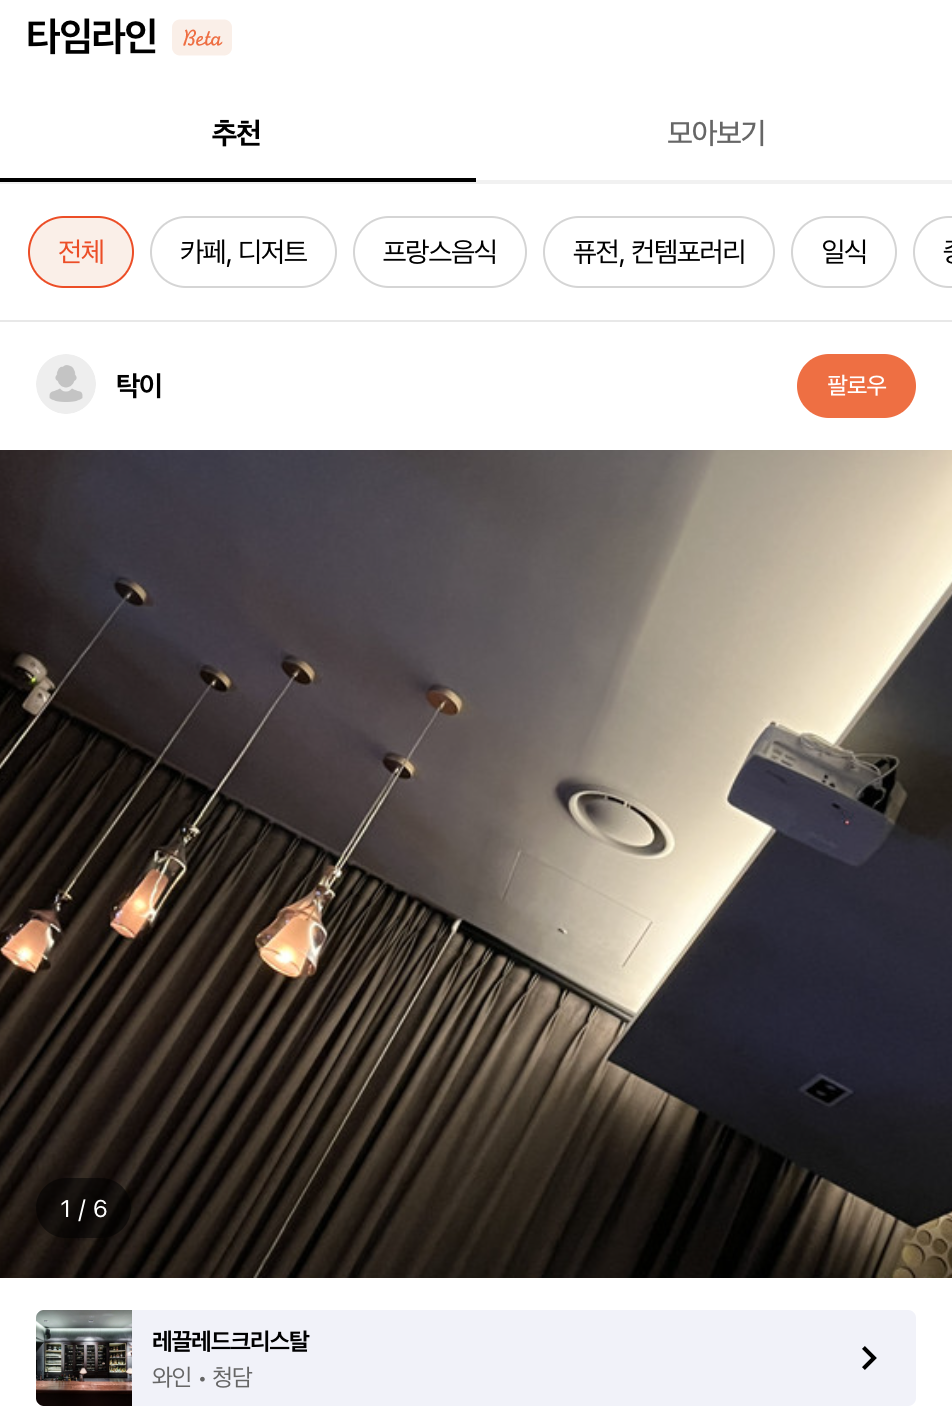 타임라인 Beta
추천 모아보기
전체 카페, 디저트 프랑스음식 퓨전, 컨템포러리 일식
탁이 팔로우
1 / 6
레끌레드크리스탈
와인 • 청담